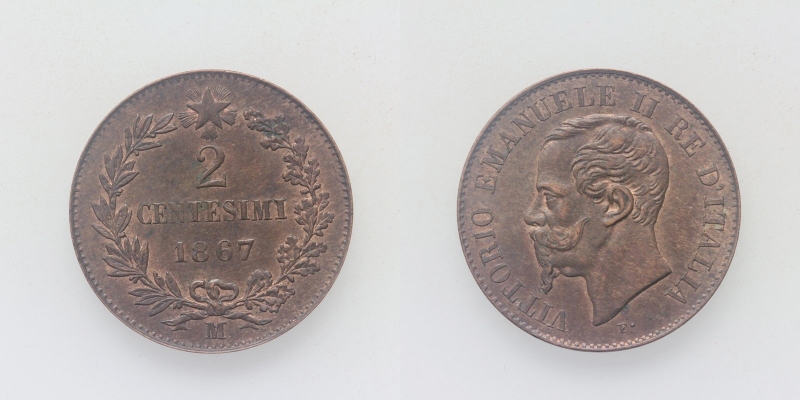 2
CENTESIMI
1867
M
VITTORIO EMANUELE II RE D'ITALIA
F.